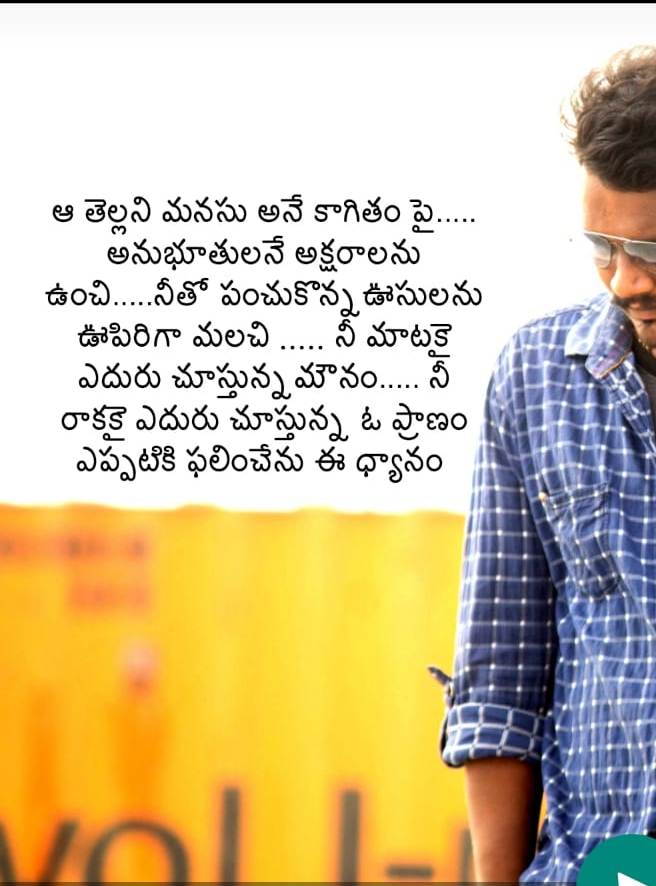 ఆ తెల్లని మనసు అనే కాగితం పై.....
అనుభూతులనే అక్షరాలను
ఉంచి.....నీతో పంచుకొన్న ఊసులను
ఊపిరిగా మలచి ..... నీ మాటకై
ఎదురు చూస్తున్న మౌనం..... నీ
రాకకై ఎదురు చూస్తున్న ఓ ప్రాణం
ఎప్పటికి ఫలించేను ఈ ధ్యానం